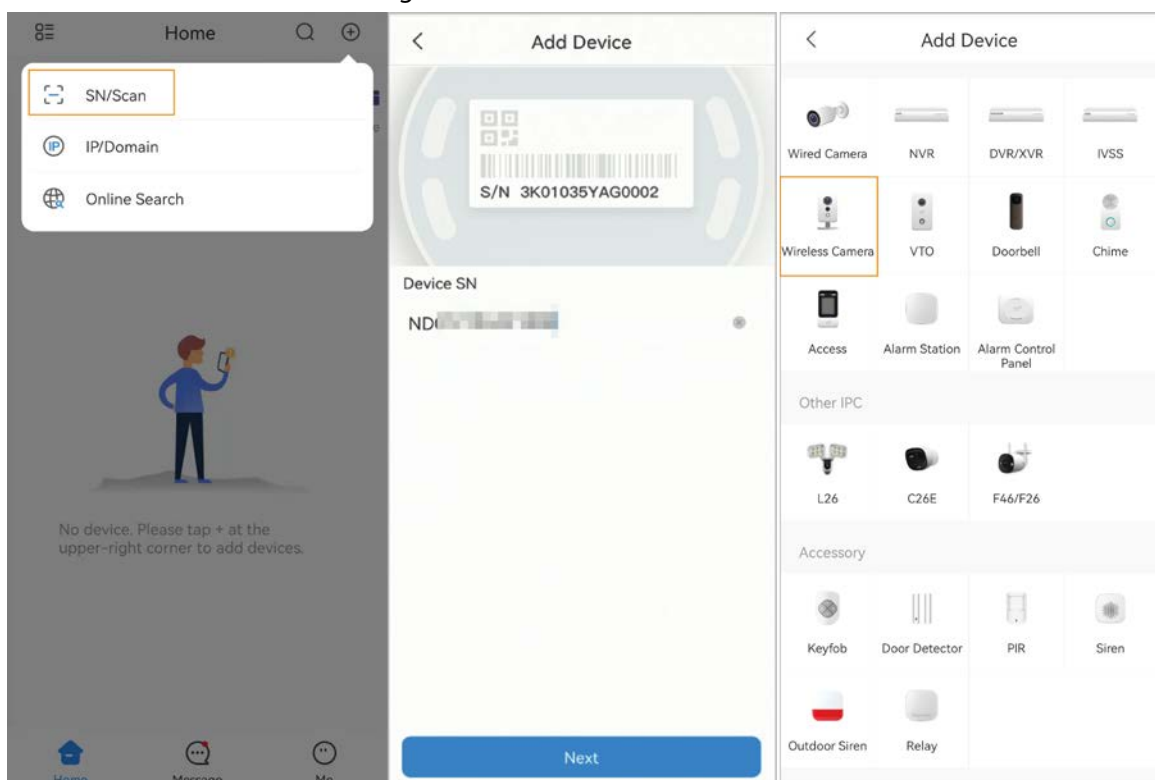 Home
SN/Scan
IP/Domain
Online Search
No device. Please tap + at the
upper-right corner to add devices.
Home
Message
Me
Add Device
S/N 3K01035YAG0002
Device SN
Next
Add Device
Wired Camera
NVR
DVR/XVR
IVSS
Wireless Camera
VTO
Doorbell
Chime
Access
Alarm Station
Alarm Control
Panel
Other IPC
L26
C26E
F46/F26
Accessory
Keyfob
Door Detector
PIR
Siren
Outdoor Siren
Relay